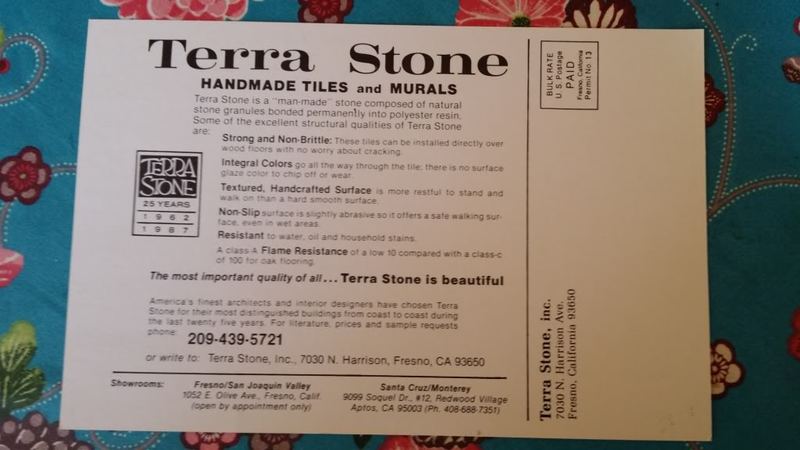 Terra Stone
HANDMADE TILES and MURALS
Terra Stone is a "man-made" stone composed of natural
stone granules bonded permanently into polyester resin.
Some of the excellent structural qualities of Terra Stone
are:
Strong and Non-Brittle: These tiles can be installed directly over
wood floors with no worry about cracking.
Integral Colors go all the way through the tile; there is no surface
glaze color to chip off or wear.
Textured, Handcrafted Surface is more restful to stand and
walk on than a hard smooth surface.
Non-Slip surface is slightly abrasive so it offers a safe walking sur-
face, even in wet areas.
Resistant to water, oil and household stains.
A class-A Flame Resistance of a low 10 compared with a class-c
of 100 for oak flooring.
TERRA
STONE
25 YEARS
1 9 6 2
1 9 8 7
The most important quality of all... Terra Stone is beautiful
America's finest architects and interior designers have chosen Terra
Stone for their most distinguished buildings from coast to coast during
the last twenty five years. For literature, prices and sample requests
phone: 209-439-5721
or write to: Terra Stone, Inc., 7030 N. Harrison, Fresno, CA 93650
Showrooms:
Fresno/San Joaquin Valley
1052 E. Olive Ave., Fresno, Calif.
(open by appointment only)
Santa Cruz/Monterey
9099 Soquel Dr., #12, Redwood Village
Aptos, CA 95003 (Ph. 408-688-7351)
BULK RATE
U.S. Postage
PAID
Fresno, California
Permit No. 13
Terra Stone, Inc.
7030 N. Harrison Ave.
Fresno, California 93650